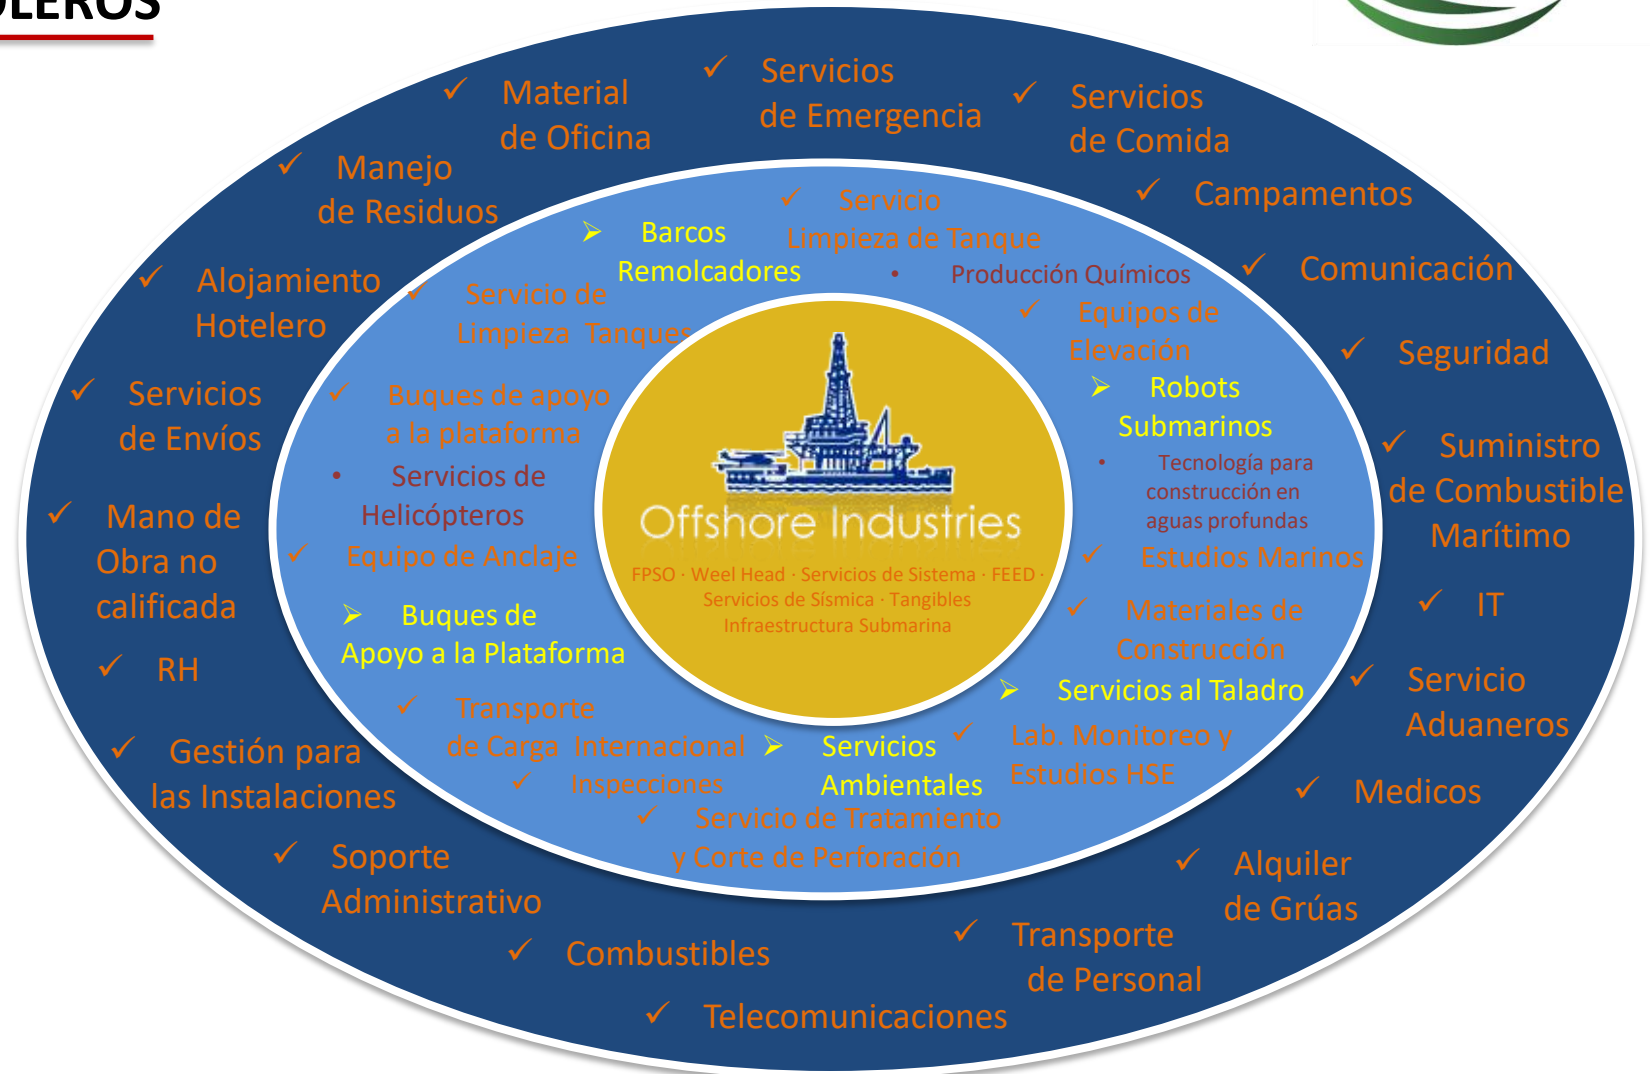 ✓ Material
de Oficina
✓ Servicios
de Emergencia
✓ Servicios
de Comida
✓ Campamentos
✓ Comunicación
✓ Seguridad
✓ Suministro
de Combustible
Marítimo
✓ IT
✓ Servicio
Aduaneros
✓ Medicos
✓ Alquiler
de Grúas
✓ Transporte
de Personal
✓ Telecomunicaciones
✓ Combustibles
✓ Soporte
Administrativo
✓ Gestión para
las Instalaciones
✓ RH
✓ Mano de
Obra no
calificada
✓ Servicios
de Envíos
✓ Alojamiento
Hotelero
✓ Manejo
de Residuos
➢ Barcos
Remolcadores
✓ Servicio
Limpieza de Tanque
• Producción Químicos
✓ Equipos de
Elevación
➢ Robots
Submarinos
• Tecnología para
construcción en
aguas profundas
✓ Estudios Marinos
✓ Materiales de
Construcción
➢ Servicios al Taladro
✓ Lab. Monitoreo y
Estudios HSE
➢ Servicios
Ambientales
✓ Servicio de Tratamiento
y Corte de Perforación
✓ Inspecciones
✓ Transporte
de Carga Internacional
➢ Buques de
Apoyo a la Plataforma
✓ Equipo de Anclaje
• Servicios de
Helicópteros
✓ Buques de apoyo
a la plataforma
✓ Servicio de
Limpieza Tanques
Offshore Industries
FPSO · Weel Head · Servicios de Sistema · FEED ·
Servicios de Sísmica · Tangibles
Infraestructura Submarina